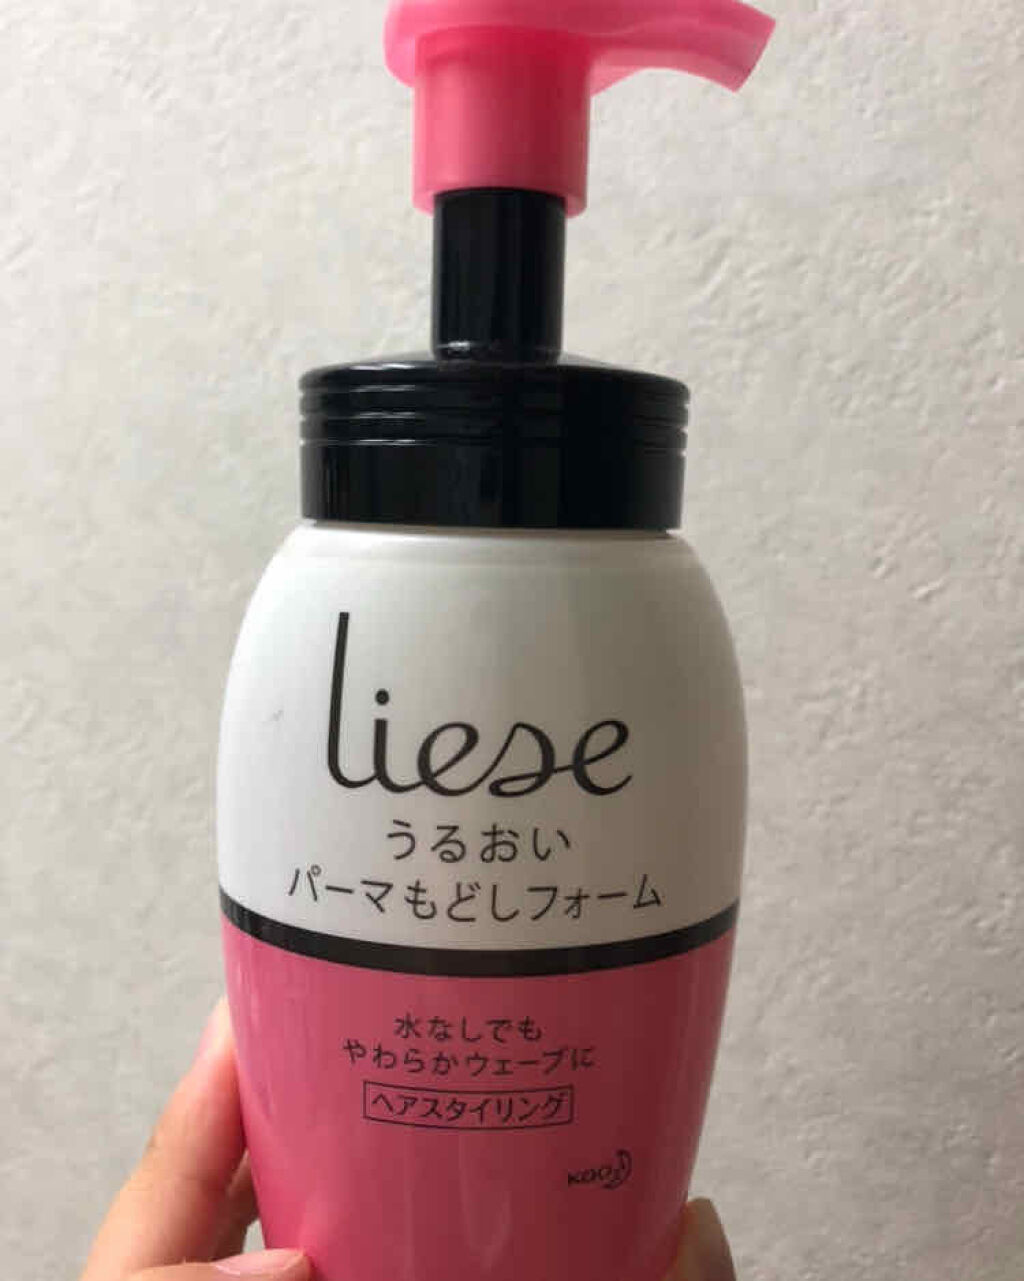 liese
うるおい
パーマもどしフォーム
水なしでも
やわらかウェーブに
ヘアスタイリング
KAO